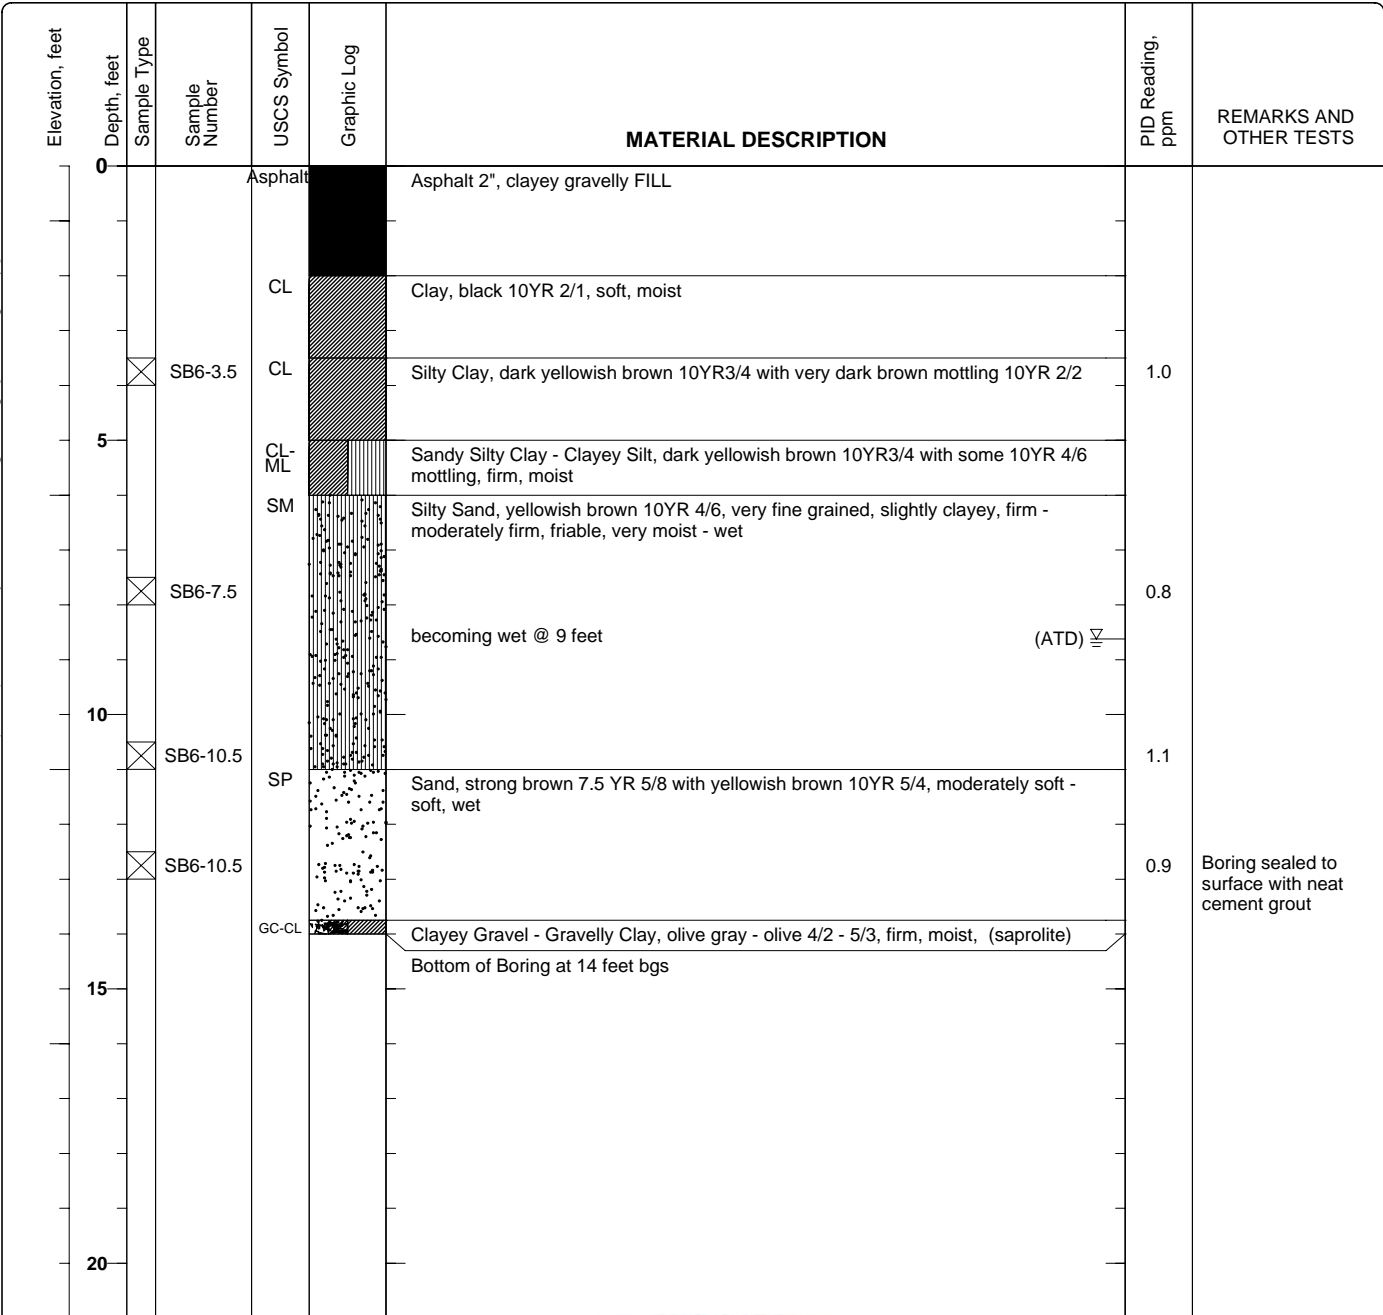 Elevation, feet
Depth, feet
Sample Type
Sample
Number
USCS Symbol
Graphic Log
MATERIAL DESCRIPTION
PID Reading,
ppm
REMARKS AND
OTHER TESTS
0
Asphalt
Asphalt 2", clayey gravelly FILL
CL
Clay, black 10YR 2/1, soft, moist
SB6-3.5
CL
Silty Clay, dark yellowish brown 10YR3/4 with very dark brown mottling 10YR 2/2
1.0
5
CL-
ML
Sandy Silty Clay - Clayey Silt, dark yellowish brown 10YR3/4 with some 10YR 4/6
mottling, firm, moist
SM
Silty Sand, yellowish brown 10YR 4/6, very fine grained, slightly clayey, firm -
moderately firm, friable, very moist - wet
SB6-7.5
0.8
becoming wet @ 9 feet
(ATD)
10
SB6-10.5
1.1
SP
Sand, strong brown 7.5 YR 5/8 with yellowish brown 10YR 5/4, moderately soft -
soft, wet
SB6-10.5
0.9
Boring sealed to
surface with neat
cement grout
GC-CL
Clayey Gravel - Gravelly Clay, olive gray - olive 4/2 - 5/3, firm, moist,  (saprolite)
Bottom of Boring at 14 feet bgs
15
20